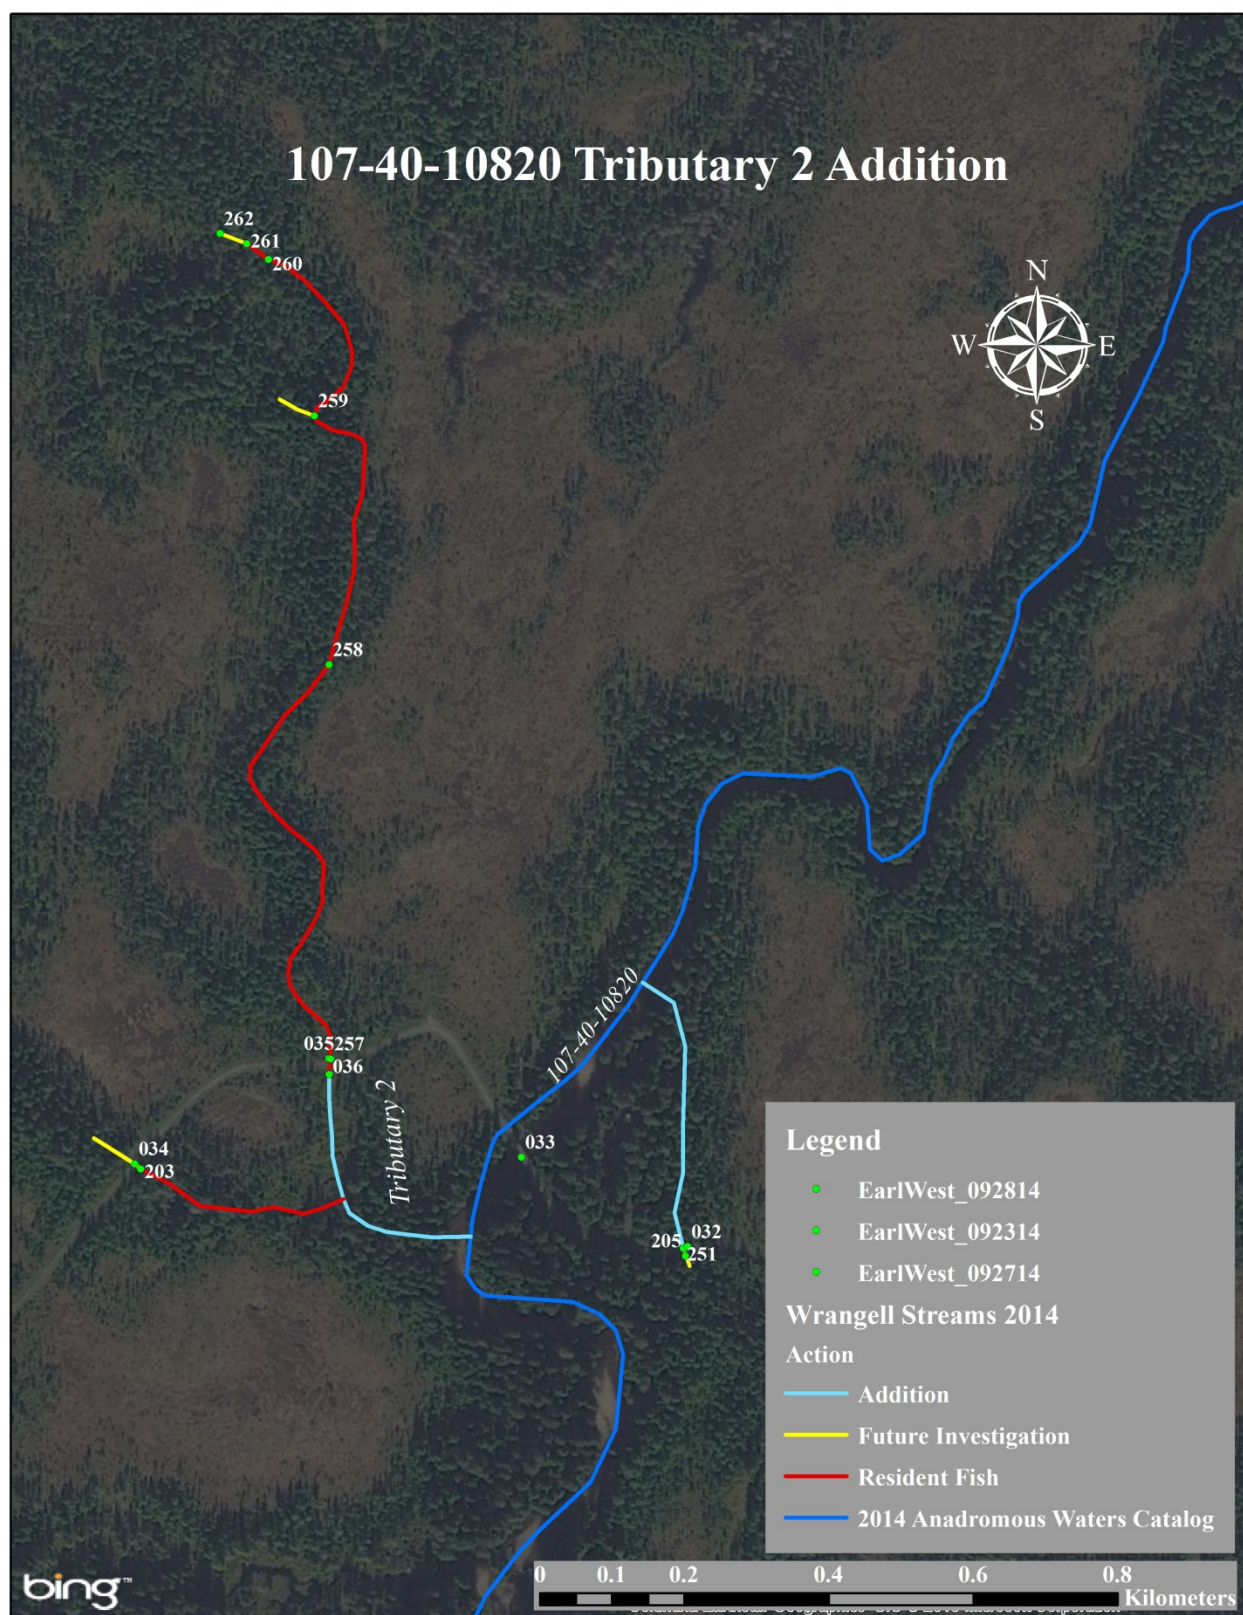 107-40-10820 Tributary 2 Addition
262
261
260
N
W E
S
259
258
107-40-10820
035257
036
Tributary 2
034
203
033
032
205
251
Legend
EarlWest_092814
EarlWest_092314
EarlWest_092714
Wrangell Streams 2014
Action
Addition
Future Investigation
Resident Fish
2014 Anadromous Waters Catalog
bing™
0 0.1 0.2 0.4 0.6 0.8
Kilometers